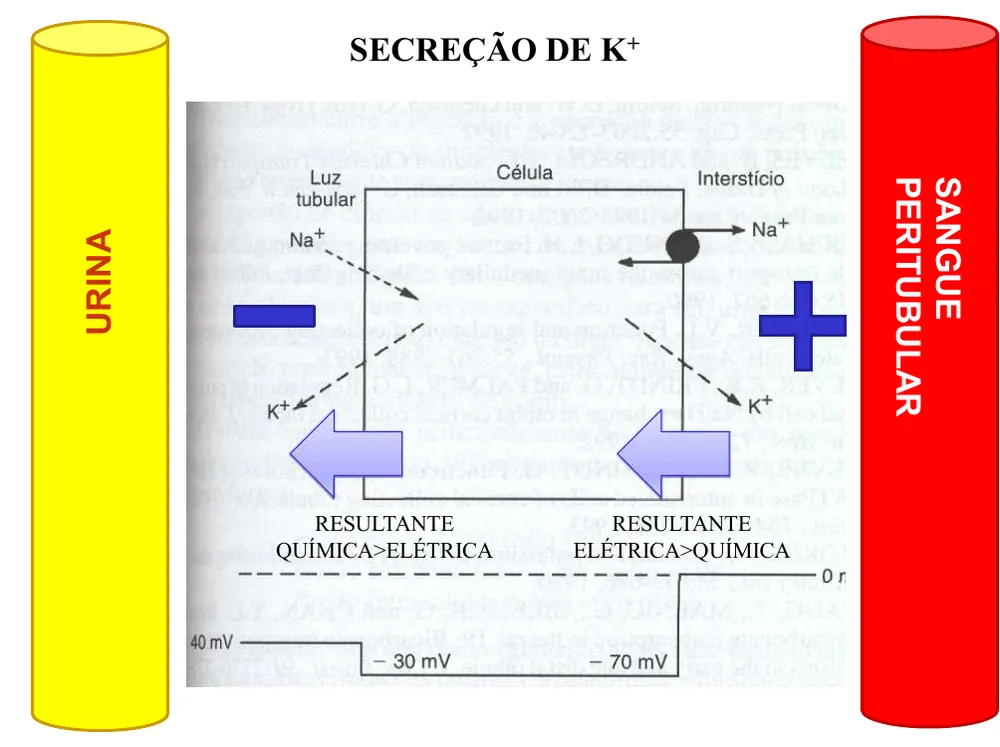 SECREÇÃO DE K⁺
URINA
SANGUE
PERITUBULAR
Luz
tubular
Célula
Interstício
Na⁺
Na⁺
K⁺
K⁺
RESULTANTE
QUÍMICA>ELÉTRICA
RESULTANTE
ELÉTRICA>QUÍMICA
0 m
40 mV
– 30 mV
– 70 mV